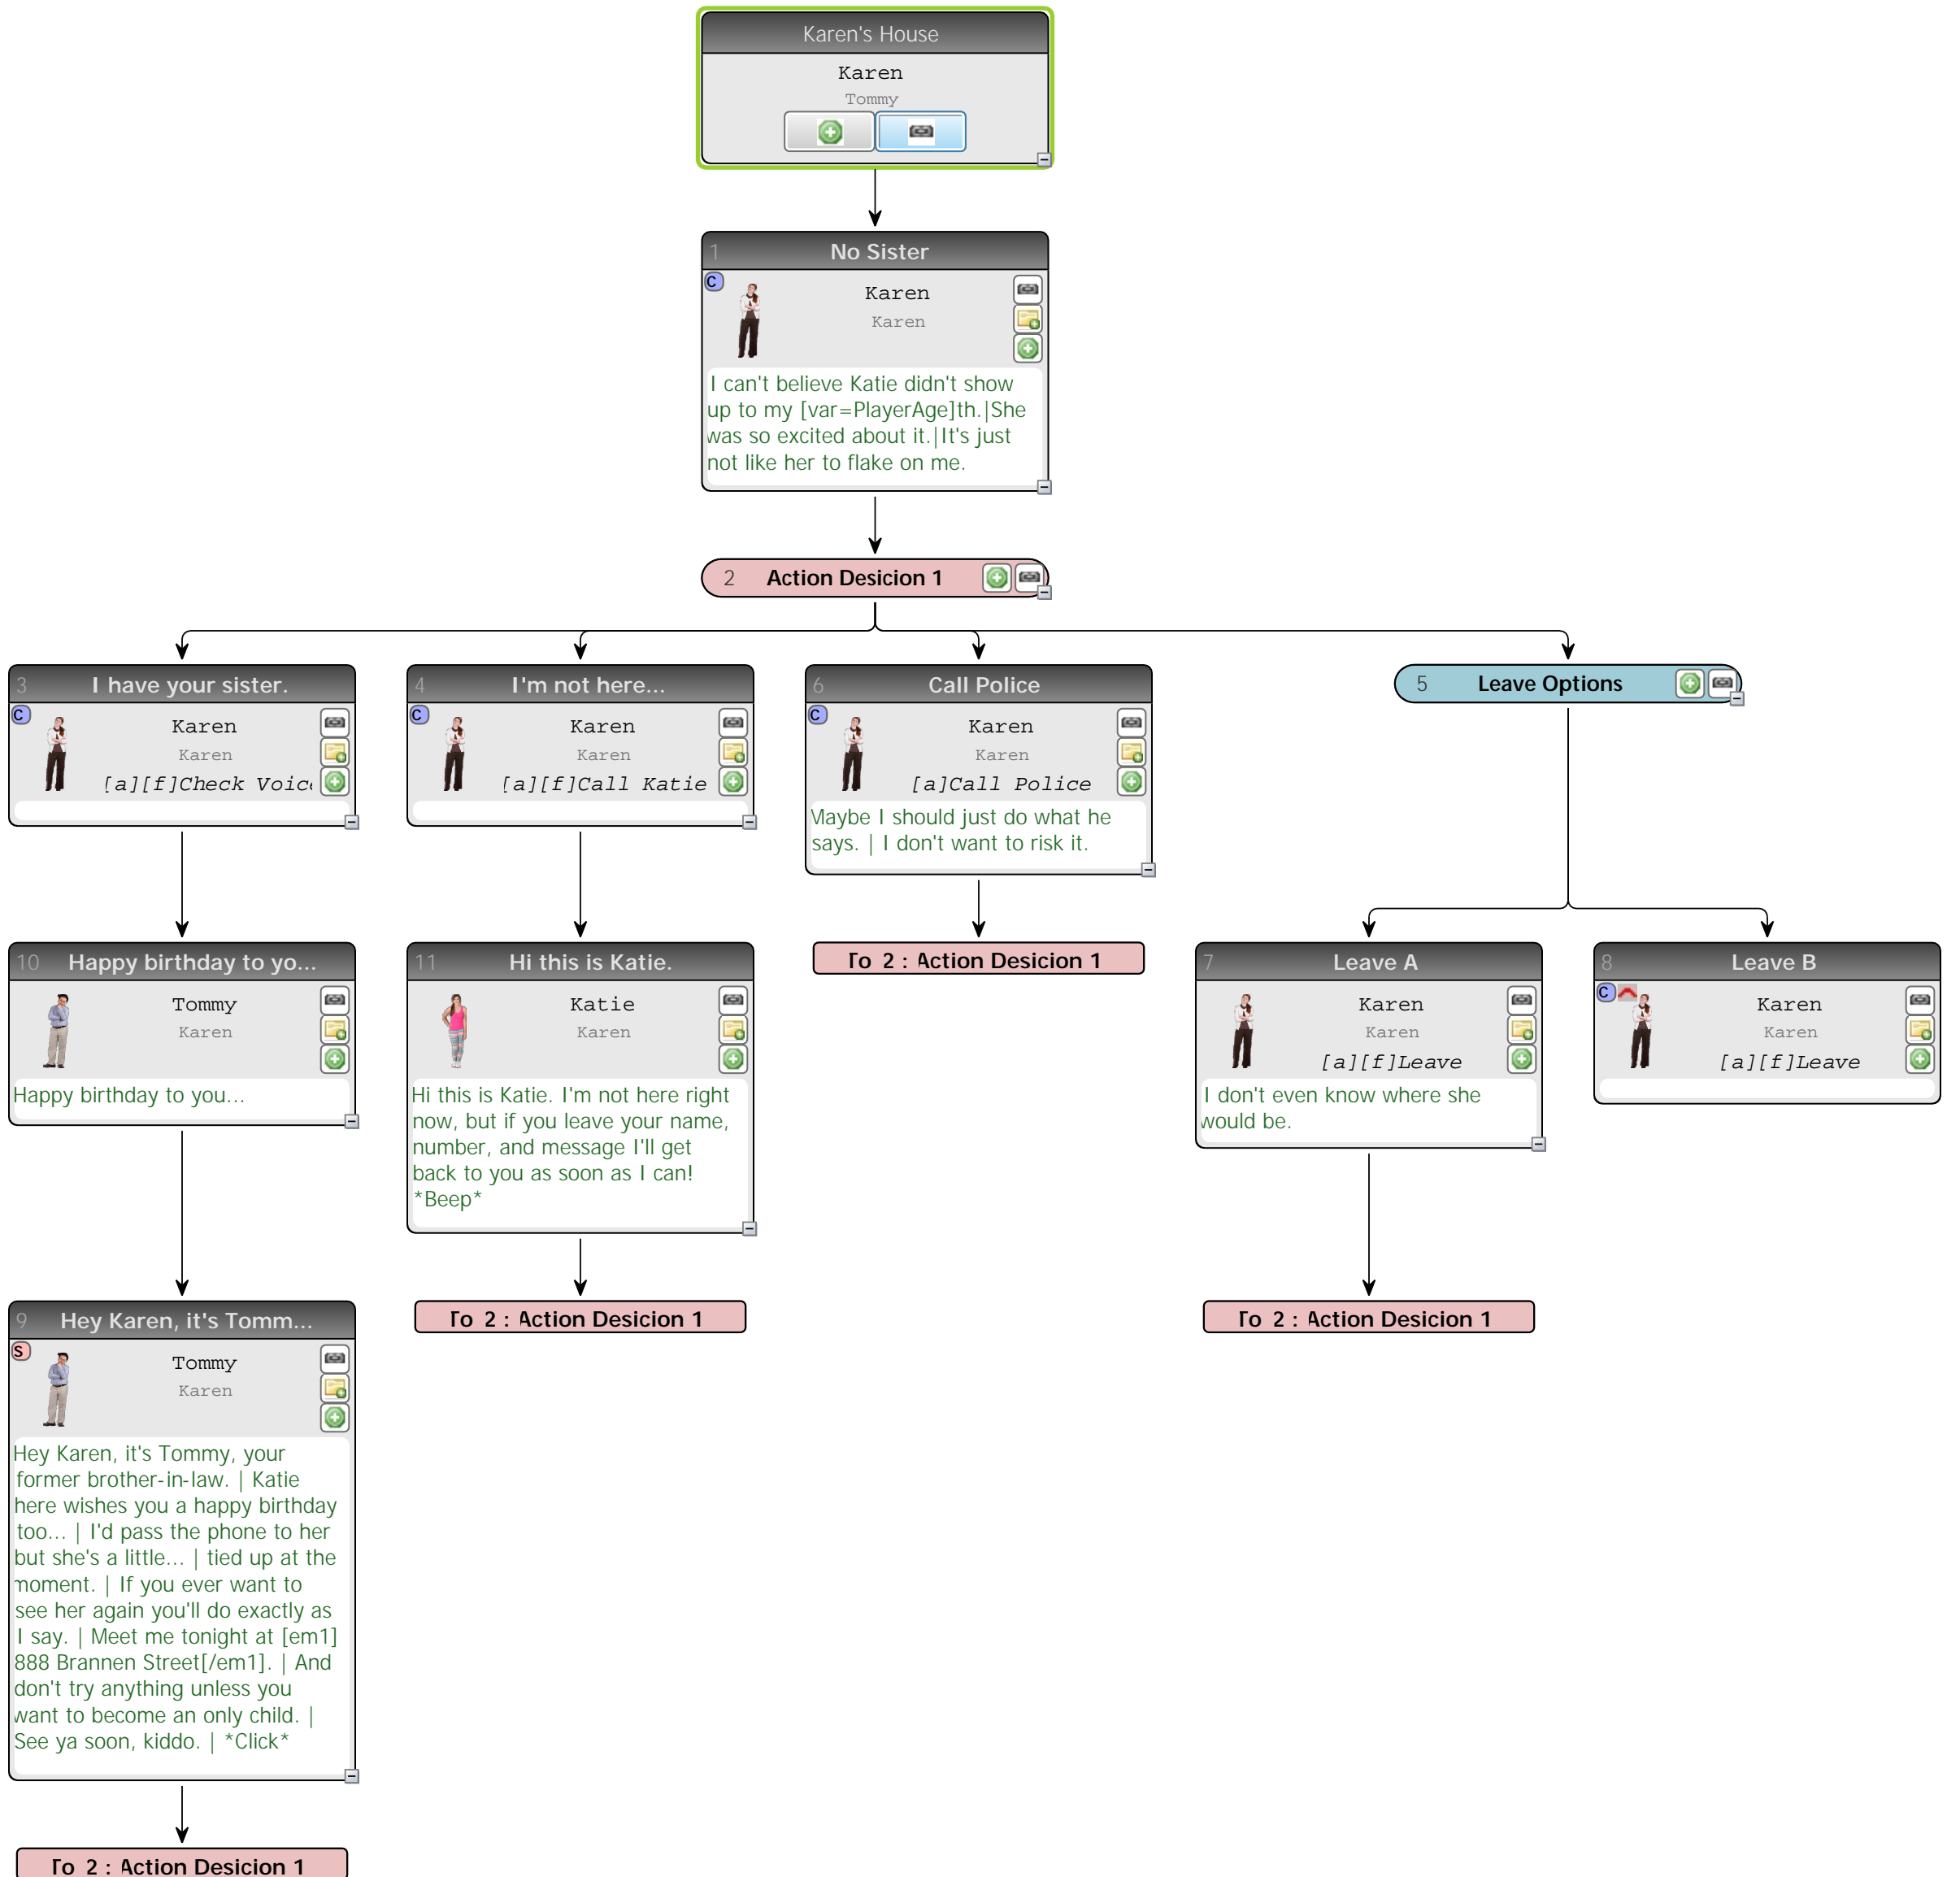 Karen's House
Karen
Tommy
1 No Sister
C
Karen
Karen
I can't believe Katie didn't show
up to my [var=PlayerAge]th.|She
was so excited about it.|It's just
not like her to flake on me.
2 Action Desicion 1
3 I have your sister.
C
Karen
Karen
[a][f]Check Voic
4 I'm not here...
C
Karen
Karen
[a][f]Call Katie
6 Call Police
C
Karen
Karen
[a]Call Police
Maybe I should just do what he
says. | I don't want to risk it.
5 Leave Options
10 Happy birthday to yo...
Tommy
Karen
Happy birthday to you...
11 Hi this is Katie.
Katie
Karen
Hi this is Katie. I'm not here right
now, but if you leave your name,
number, and message I'll get
back to you as soon as I can!
*Beep*
To 2 : Action Desicion 1
7 Leave A
Karen
Karen
[a][f]Leave
I don't even know where she
would be.
8 Leave B
C
Karen
Karen
[a][f]Leave
9 Hey Karen, it's Tomm...
S
Tommy
Karen
Hey Karen, it's Tommy, your
former brother-in-law. | Katie
here wishes you a happy birthday
too... | I'd pass the phone to her
but she's a little... | tied up at the
moment. | If you ever want to
see her again you'll do exactly as
I say. | Meet me tonight at [em1]
888 Brannen Street[/em1]. | And
don't try anything unless you
want to become an only child. |
See ya soon, kiddo. | *Click*
To 2 : Action Desicion 1
To 2 : Action Desicion 1
To 2 : Action Desicion 1